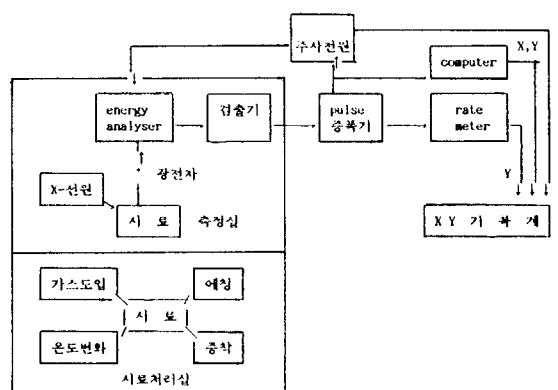 주사전원
X,Y
computer
energy
analyser
검출기
pulse
증폭기
rate
meter
광전자
Y
X-선원
시 료
측정실
X Y 기 록 계
가스도입
에칭
시 료
온도변화
증착
시료처리실